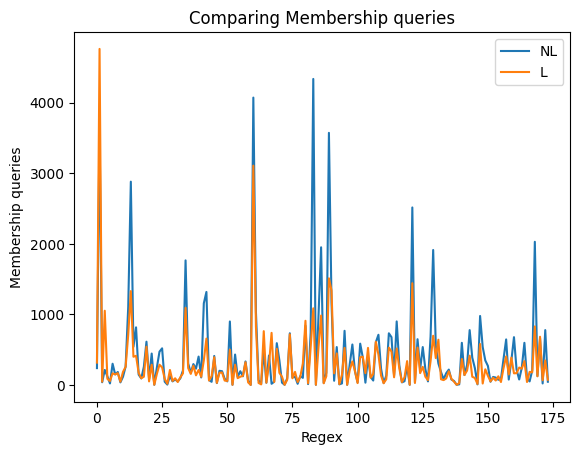 Comparing Membership queries
NL
L
Membership queries
4000
3000
2000
1000
0
0 25 50 75 100 125 150 175
Regex